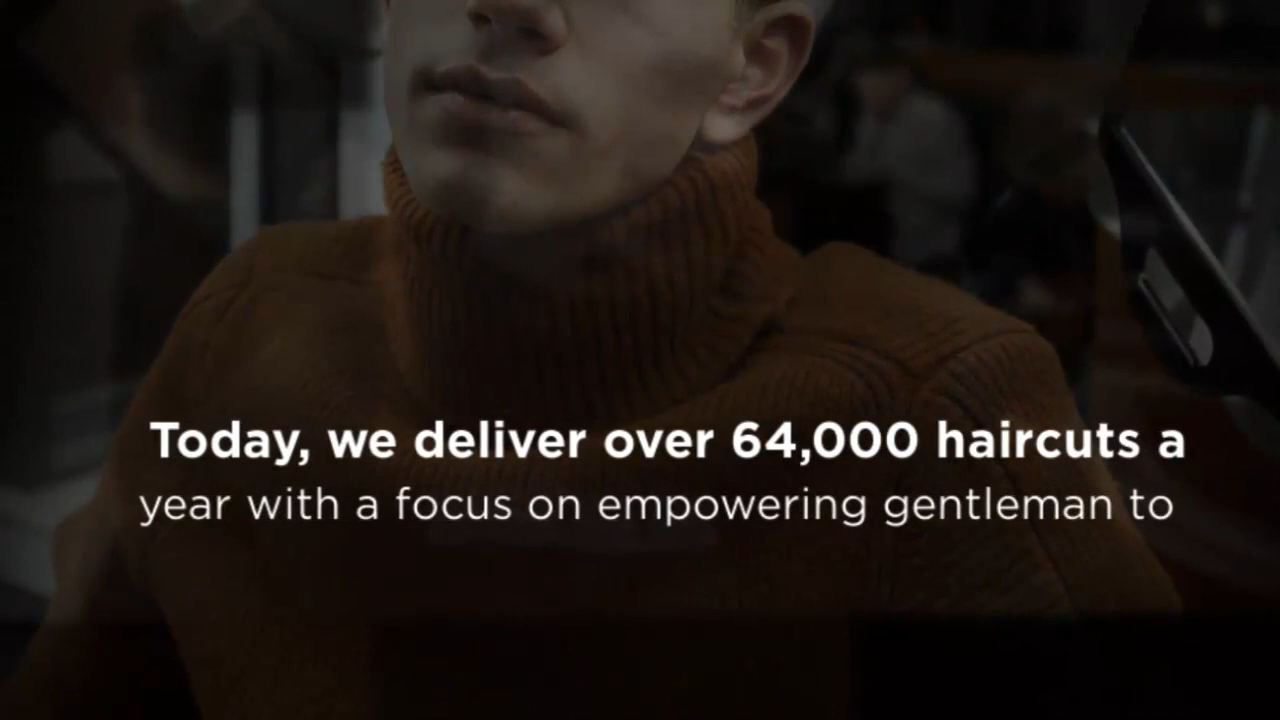 Today, we deliver over 64,000 haircuts a
year with a focus on empowering gentleman to